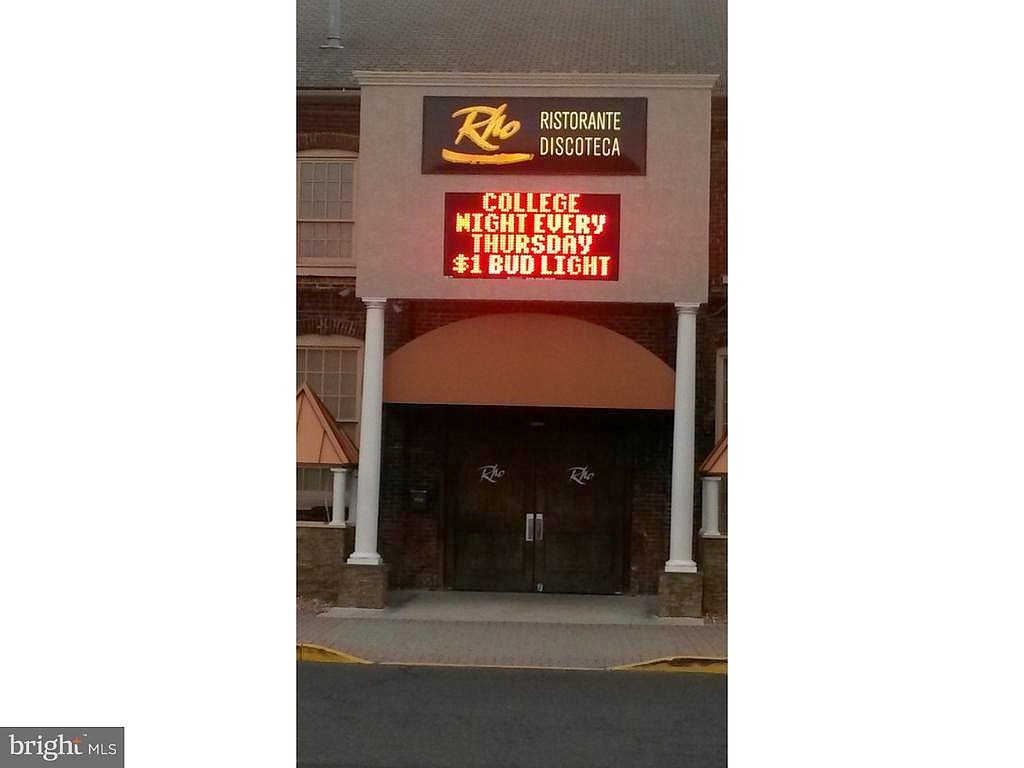 Rho
RISTORANTE
DISCOTECA
COLLEGE
NIGHT EVERY
THURSDAY
$1 BUD LIGHT
Rho Rho
bright MLS